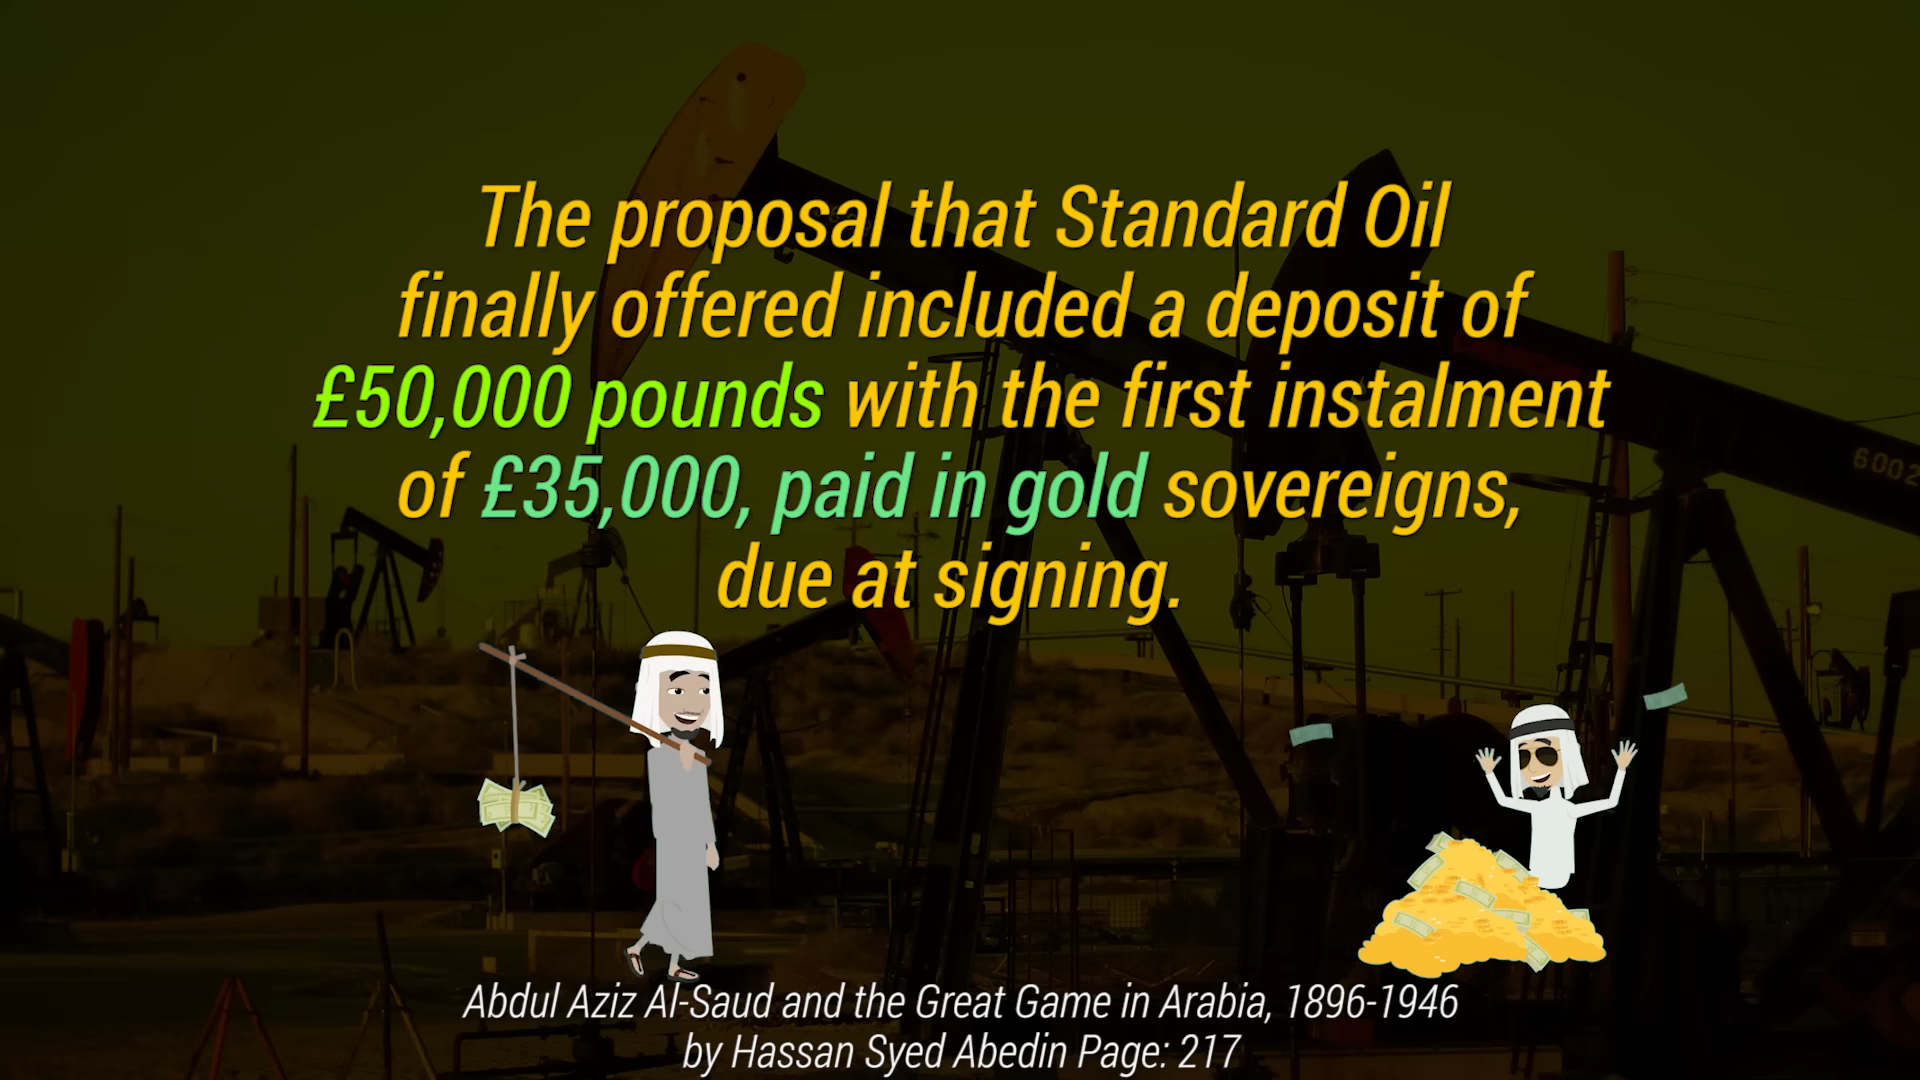 The proposal that Standard Oil
finally offered included a deposit of
£50,000 pounds with the first instalment
of £35,000, paid in gold sovereigns,
due at signing.
6002
Abdul Aziz Al-Saud and the Great Game in Arabia, 1896-1946
by Hassan Syed Abedin Page: 217